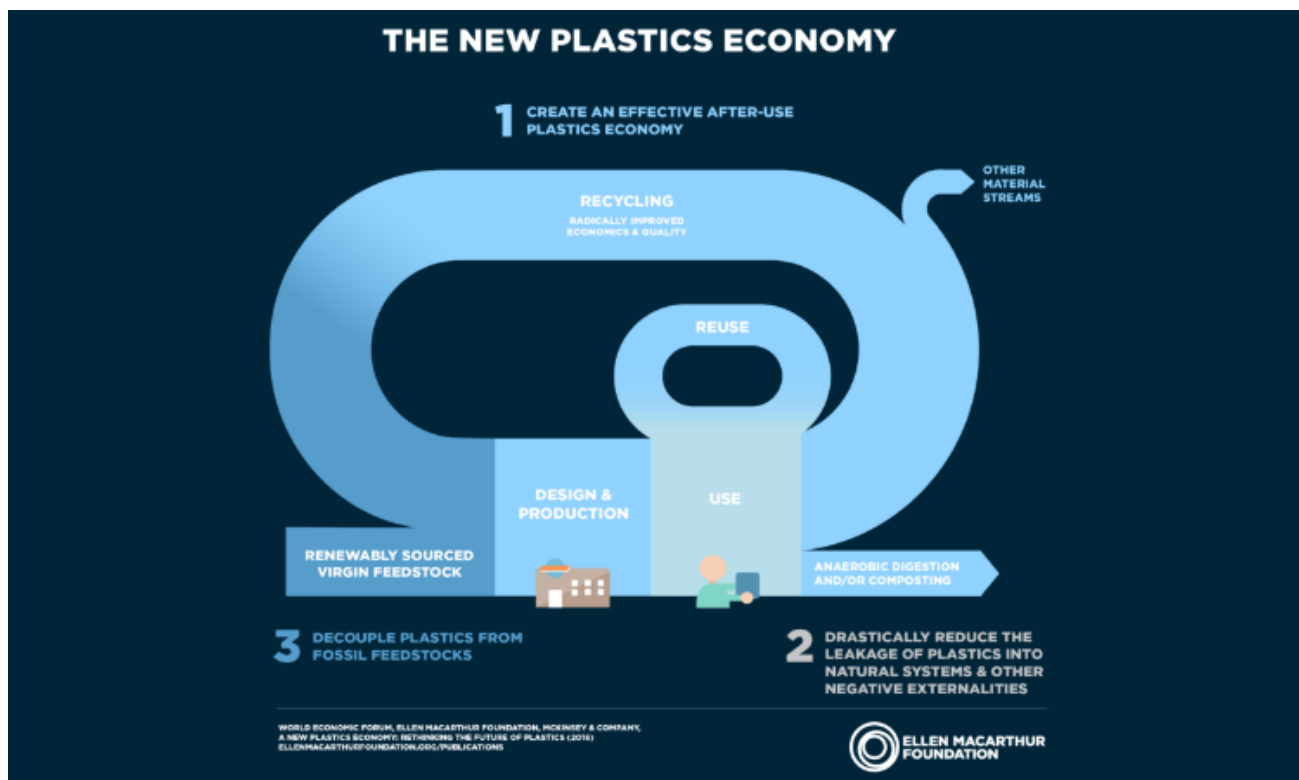 THE NEW PLASTICS ECONOMY
1 CREATE AN EFFECTIVE AFTER-USE
PLASTICS ECONOMY
OTHER
MATERIAL
STREAMS
RECYCLING
RADICALLY IMPROVED
ECONOMICS & QUALITY
REUSE
DESIGN &
PRODUCTION
USE
RENEWABLY SOURCED
VIRGIN FEEDSTOCK
ANAEROBIC DIGESTION
AND/OR COMPOSTING
3 DECOUPLE PLASTICS FROM
FOSSIL FEEDSTOCKS
2 DRASTICALLY REDUCE THE
LEAKAGE OF PLASTICS INTO
NATURAL SYSTEMS & OTHER
NEGATIVE EXTERNALITIES
WORLD ECONOMIC FORUM, ELLEN MACARTHUR FOUNDATION, MCKINSEY & COMPANY,
A NEW PLASTICS ECONOMY: RETHINKING THE FUTURE OF PLASTICS (2016)
ELLENMACARTHURFOUNDATION.ORG/PUBLICATIONS
ELLEN MACARTHUR
FOUNDATION